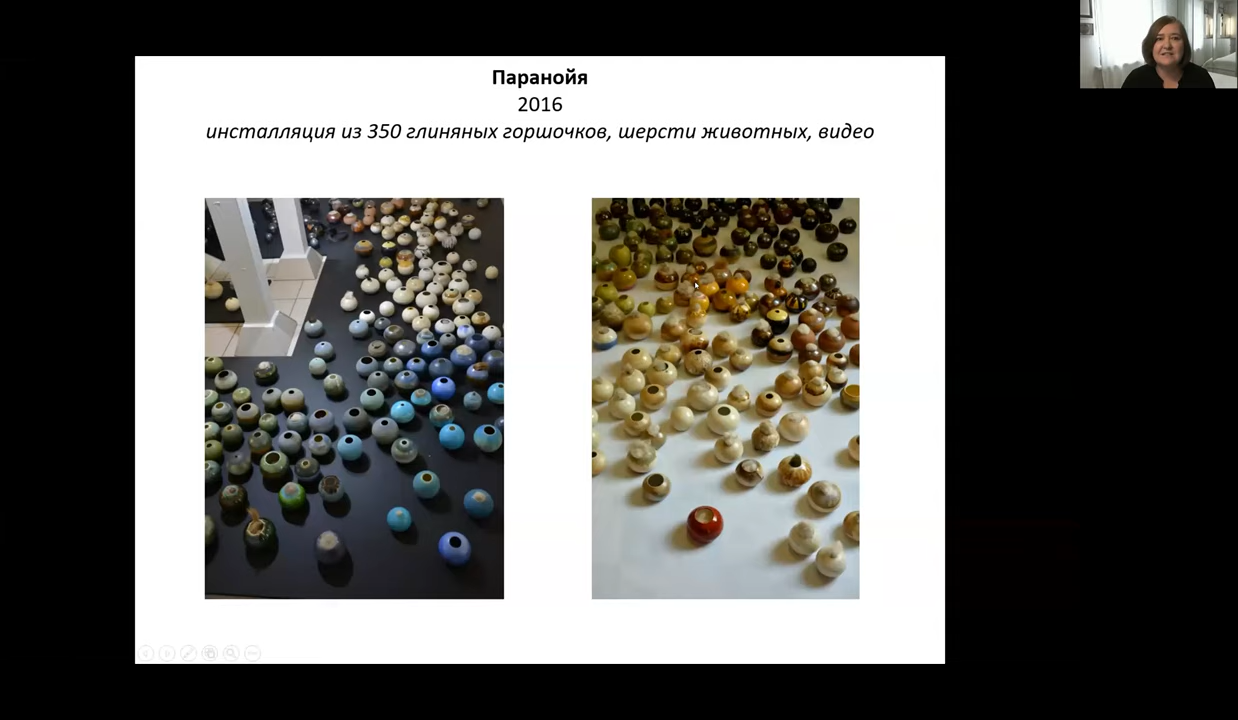 Паранойя
2016
инсталляция из 350 глиняных горшочков, шерсти животных, видео